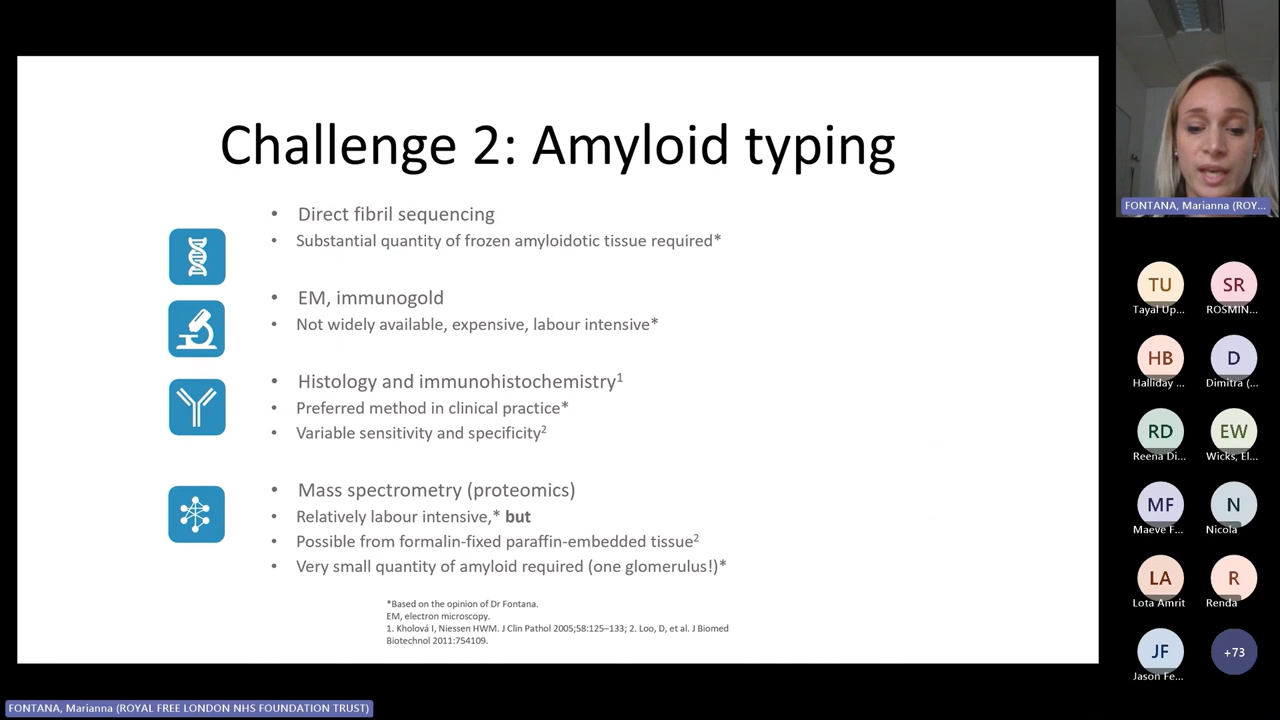 Challenge 2: Amyloid typing
• Direct fibril sequencing
• Substantial quantity of frozen amyloidotic tissue required*
• EM, immunogold
• Not widely available, expensive, labour intensive*
• Histology and immunohistochemistry1
• Preferred method in clinical practice*
• Variable sensitivity and specificity2
• Mass spectrometry (proteomics)
• Relatively labour intensive,* but
• Possible from formalin-fixed paraffin-embedded tissue2
• Very small quantity of amyloid required (one glomerulus!)*
*Based on the opinion of Dr Fontana.
EM, electron microscopy.
1. Kholová I, Niessen HWM. J Clin Pathol 2005;58:125–133; 2. Loo, D, et al. J Biomed
Biotechnol 2011:754109.
FONTANA, Marianna (ROY...
TU SR
Tayal Up... ROSMIN...
HB D
Halliday ... Dimitra (...
RD EW
Reena Di... Wicks, El...
MF N
Maeve F... Nicola
LA R
Lota Amrit Renda
JF +73
Jason Fe...
FONTANA, Marianna (ROYAL FREE LONDON NHS FOUNDATION TRUST)